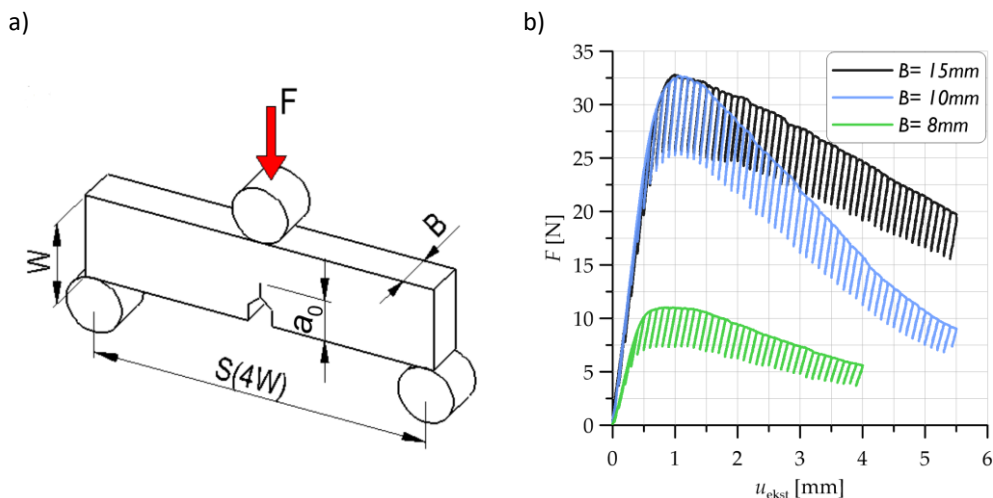 a)
F
B
W
a₀
S(4W)
b)
35
30
25
20
15
10
5
0
F [N]
B= 15mm
B= 10mm
B= 8mm
0 1 2 3 4 5 6
uekst [mm]